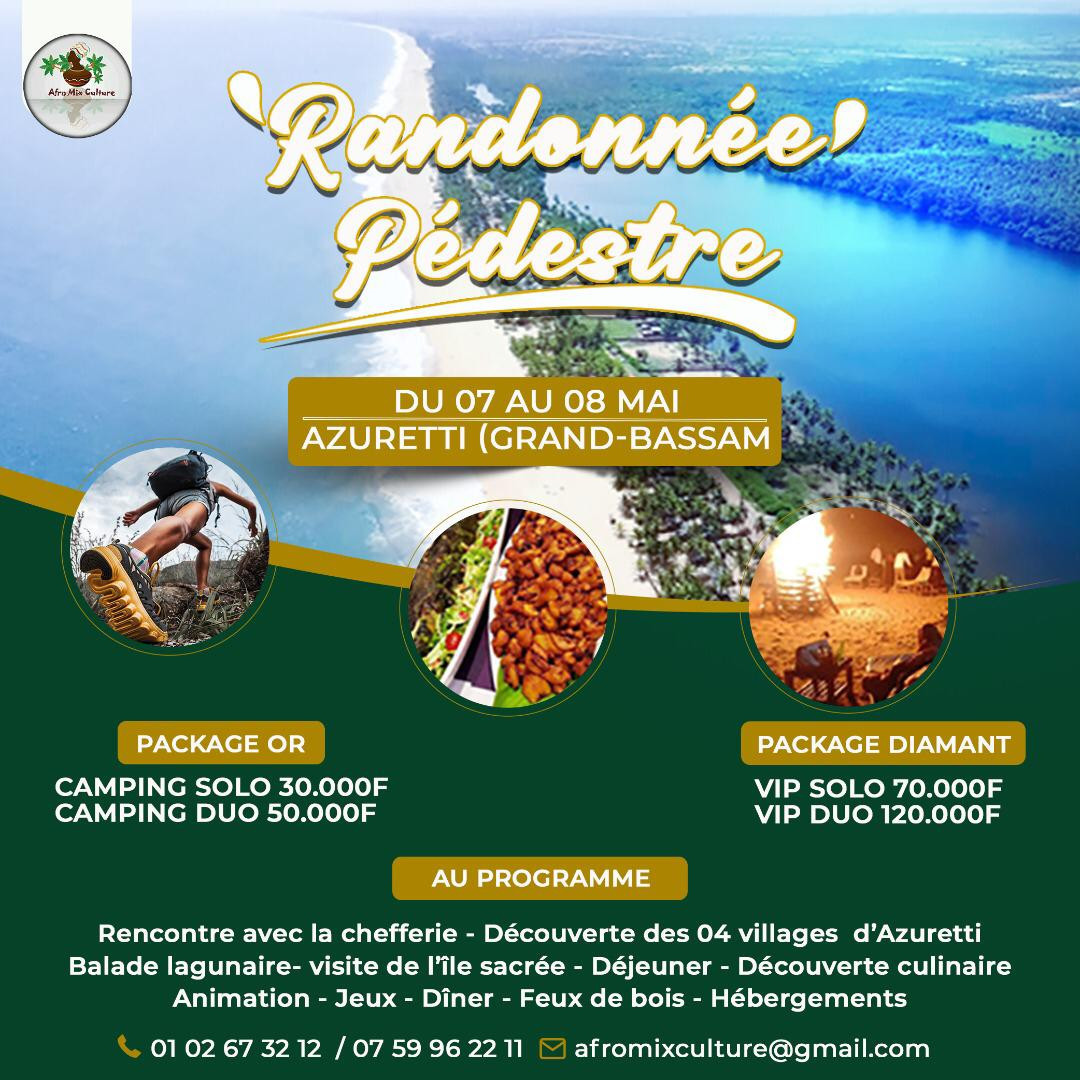 Afro Mix Culture
Randonnée
Pédestre
DU 07 AU 08 MAI
AZURETTI (GRAND-BASSAM
PACKAGE OR
CAMPING SOLO 30.000F
CAMPING DUO 50.000F
PACKAGE DIAMANT
VIP SOLO 70.000F
VIP DUO 120.000F
AU PROGRAMME
Rencontre avec la chefferie - Découverte des 04 villages d'Azuretti
Balade lagunaire- visite de l'île sacrée - Déjeuner - Découverte culinaire
Animation - Jeux - Dîner - Feux de bois - Hébergements
01 02 67 32 12 / 07 59 96 22 11 afromixculture@gmail.com